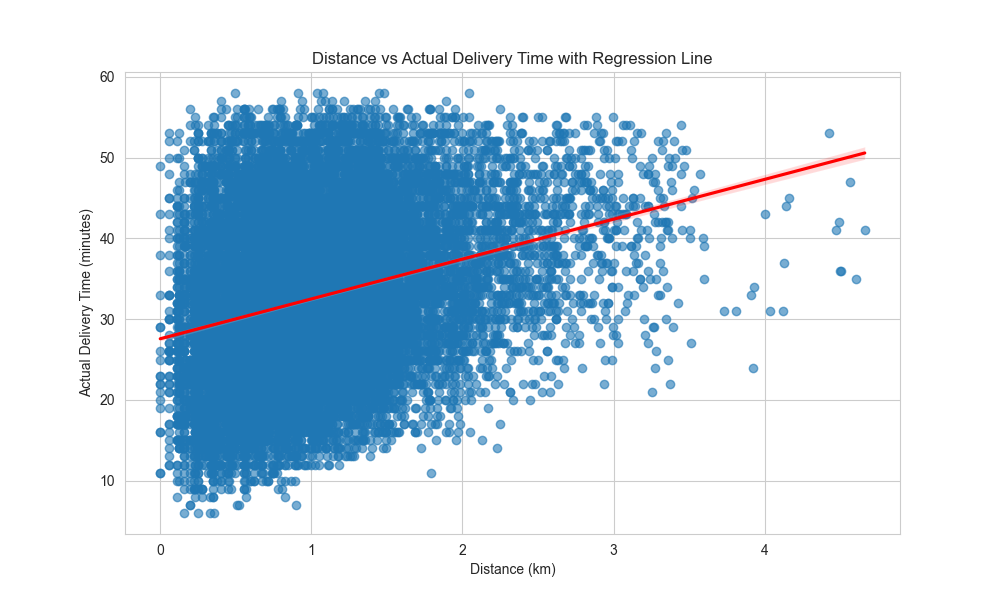 Distance vs Actual Delivery Time with Regression Line
60
50
40
30
20
10
Actual Delivery Time (minutes)
0 1 2 3 4
Distance (km)